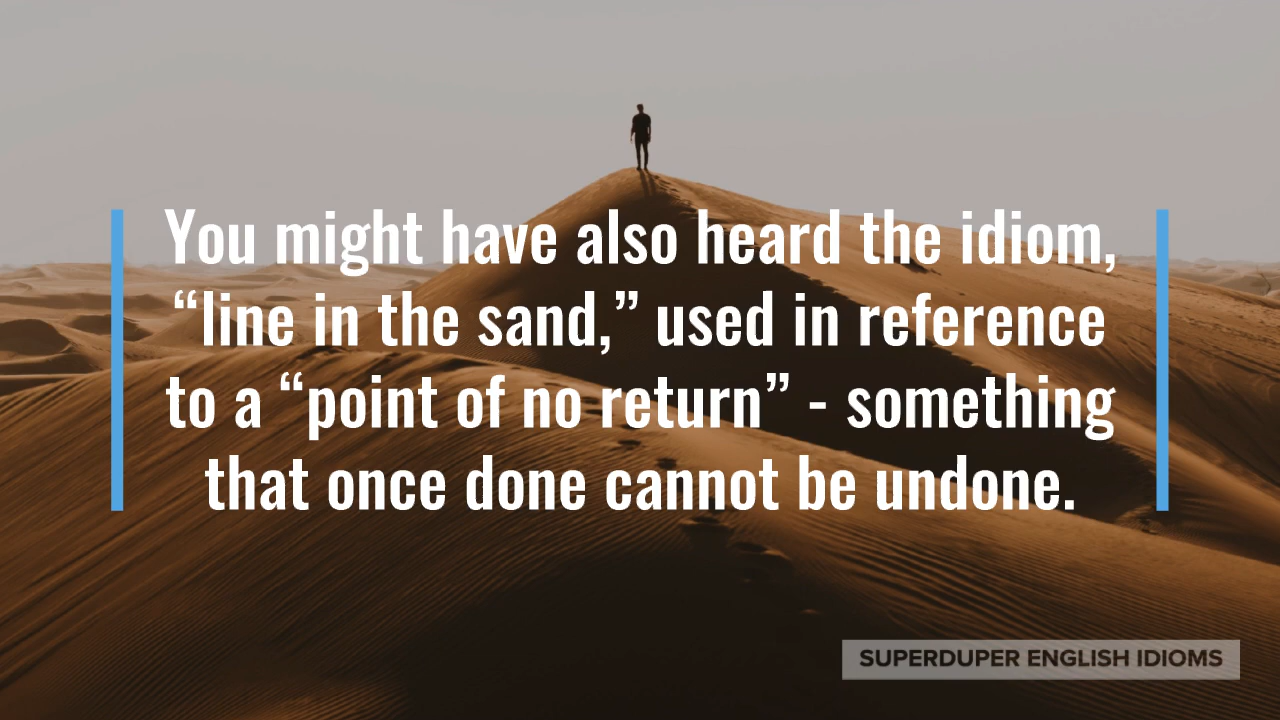 You might have also heard the idiom,
“line in the sand,” used in reference
to a “point of no return” - something
that once done cannot be undone.
SUPERDUPER ENGLISH IDIOMS